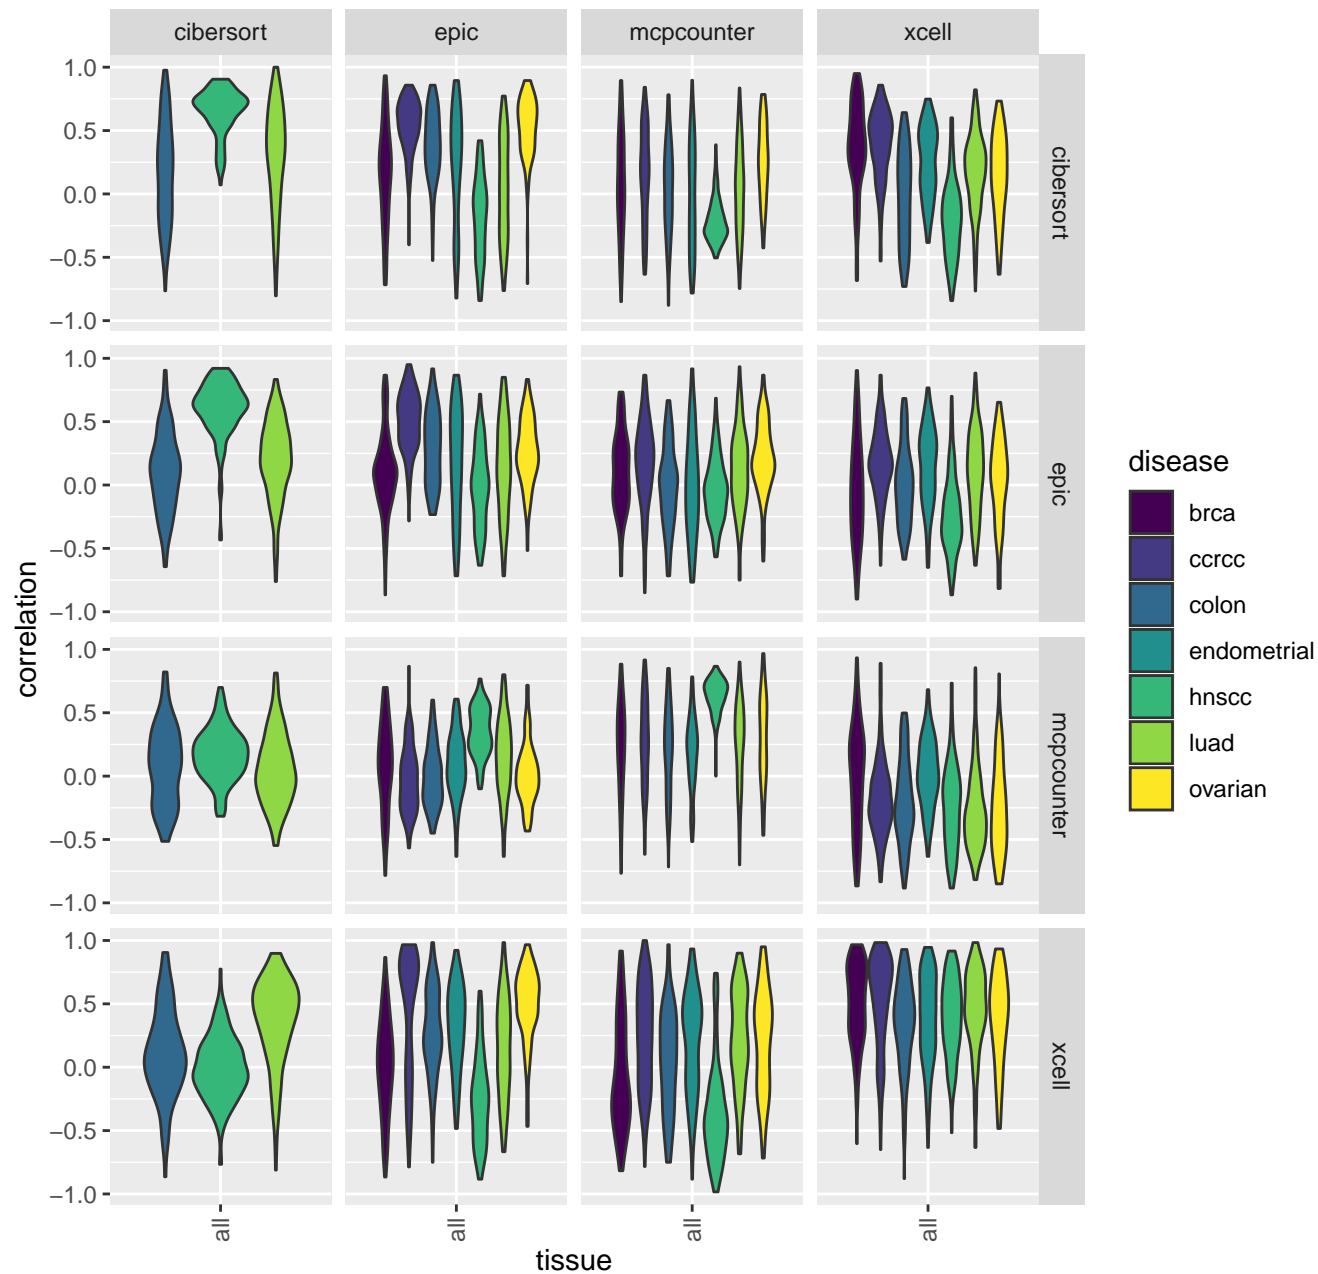 cibersort epic mcpcounter xcell
1.0
0.5
0.0
−0.5
−1.0
cibersort
1.0
0.5
0.0
−0.5
−1.0
epic
1.0
0.5
0.0
−0.5
−1.0
mcpcounter
1.0
0.5
0.0
−0.5
−1.0
xcell
correlation
all all all all
tissue
disease
brca
ccrcc
colon
endometrial
hnscc
luad
ovarian